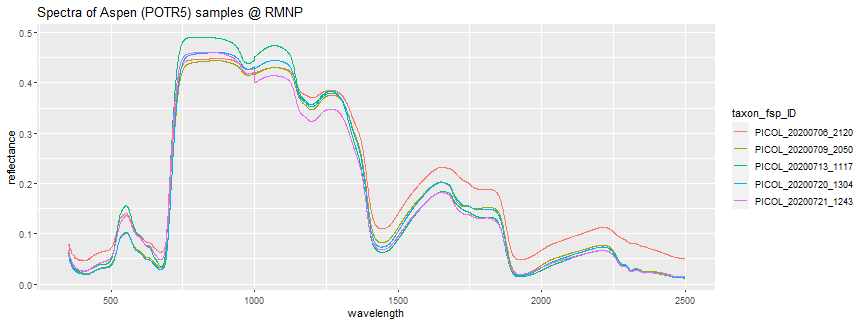 Spectra of Aspen (POTR5) samples @ RMNP
0.5
0.4
0.3
0.2
0.1
0.0
reflectance
500
1000
1500
2000
2500
wavelength
taxon_fsp_ID
PICOL_20200706_2120
PICOL_20200709_2050
PICOL_20200713_1117
PICOL_20200720_1304
PICOL_20200721_1243